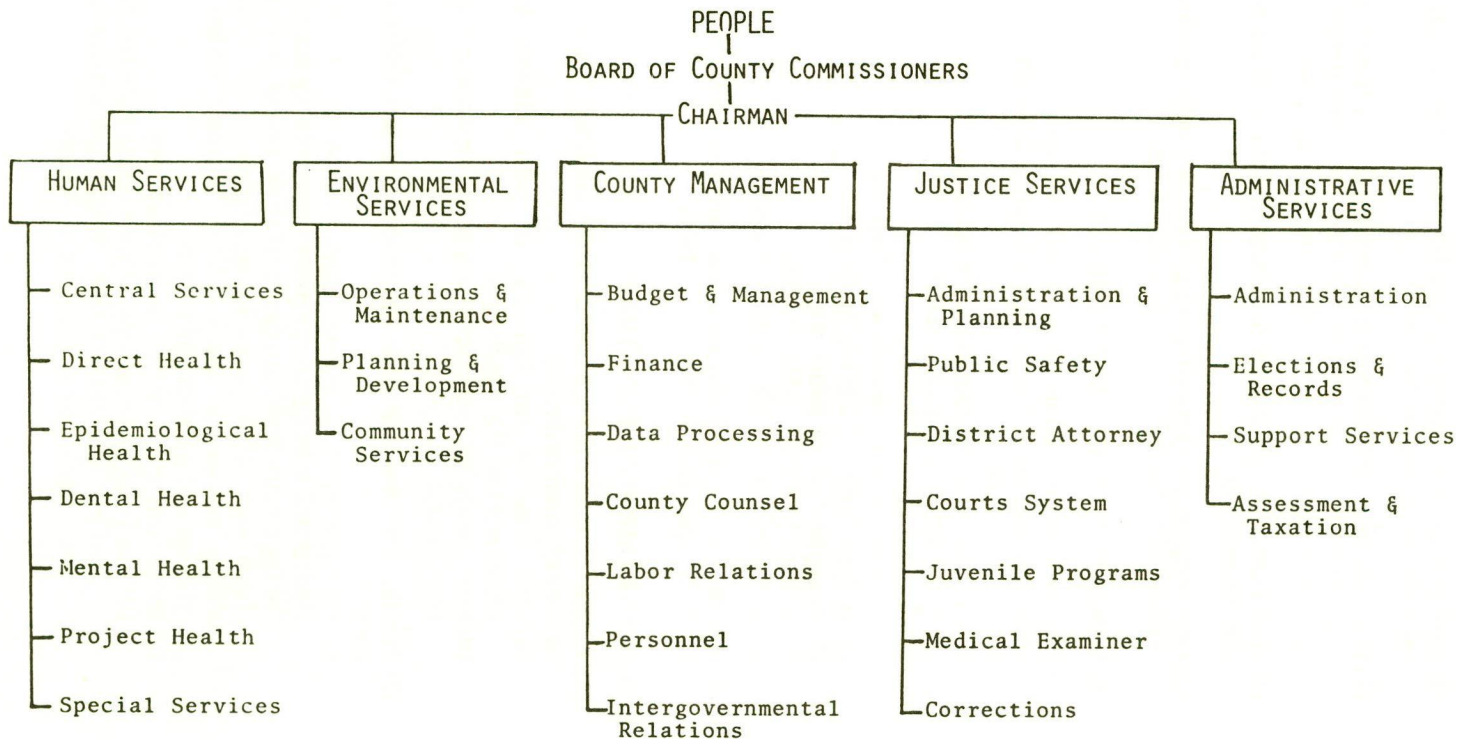 PEOPLE
BOARD OF COUNTY COMMISSIONERS
CHAIRMAN
HUMAN SERVICES
Central Services
Direct Health
Epidemiological
Health
Dental Health
Mental Health
Project Health
Special Services
ENVIRONMENTAL
SERVICES
Operations &
Maintenance
Planning &
Development
Community
Services
COUNTY MANAGEMENT
Budget & Management
Finance
Data Processing
County Counsel
Labor Relations
Personnel
Intergovernmental
Relations
JUSTICE SERVICES
Administration &
Planning
Public Safety
District Attorney
Courts System
Juvenile Programs
Medical Examiner
Corrections
ADMINISTRATIVE
SERVICES
Administration
Elections &
Records
Support Services
Assessment &
Taxation